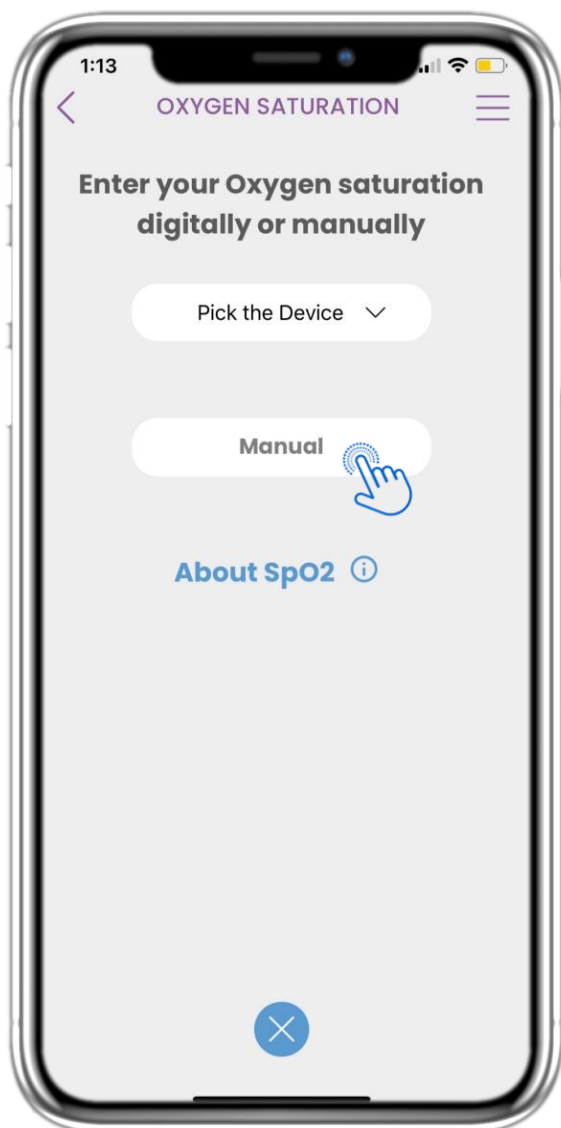 1:13
OXYGEN SATURATION
Enter your Oxygen saturation
digitally or manually
Pick the Device
Manual
About SpO2